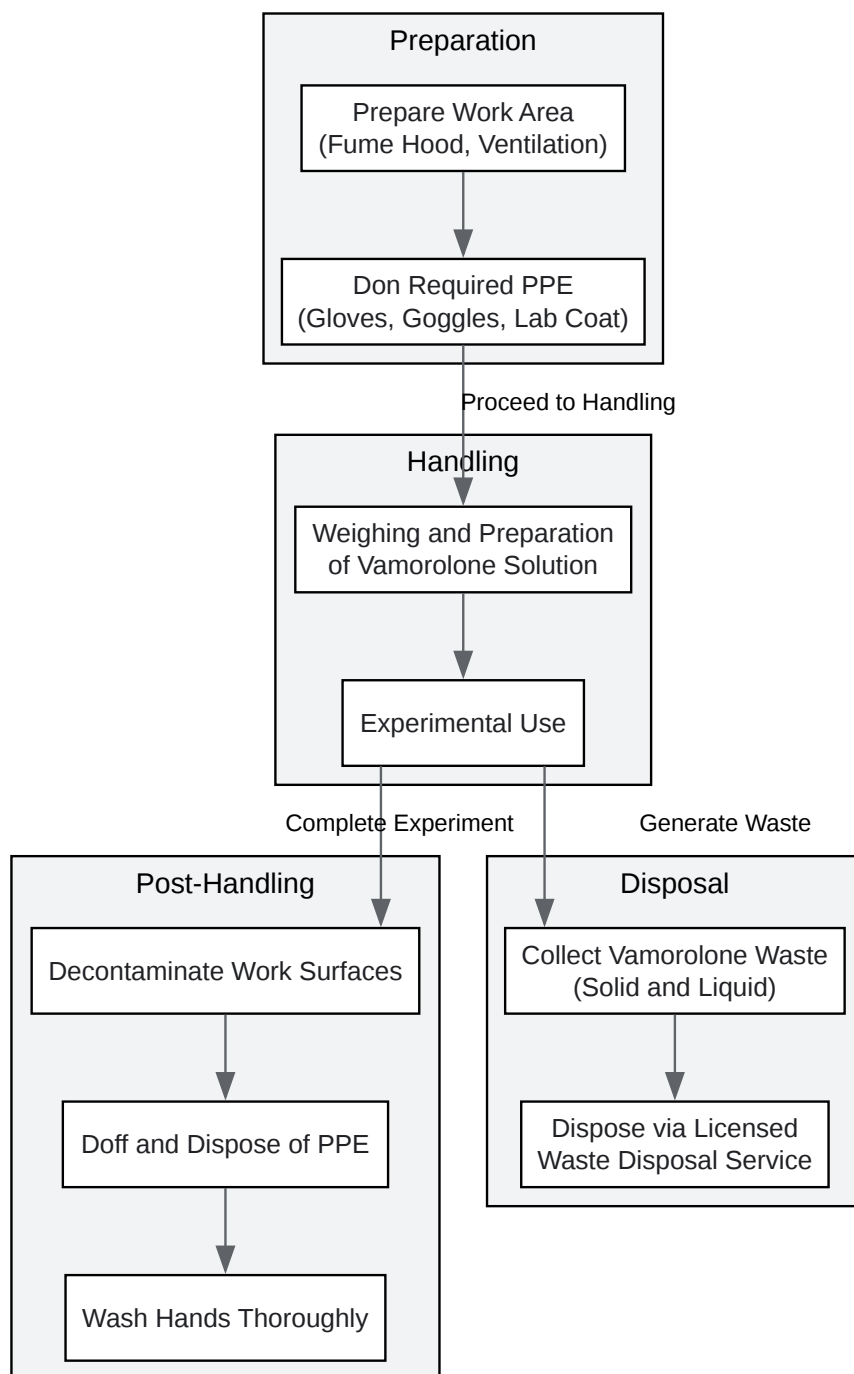 Preparation
Prepare Work Area
(Fume Hood, Ventilation)
Don Required PPE
(Gloves, Goggles, Lab Coat)
Proceed to Handling
Handling
Weighing and Preparation
of Vamorolone Solution
Experimental Use
Complete Experiment
Generate Waste
Post-Handling
Decontaminate Work Surfaces
Doff and Dispose of PPE
Wash Hands Thoroughly
Disposal
Collect Vamorolone Waste
(Solid and Liquid)
Dispose via Licensed
Waste Disposal Service